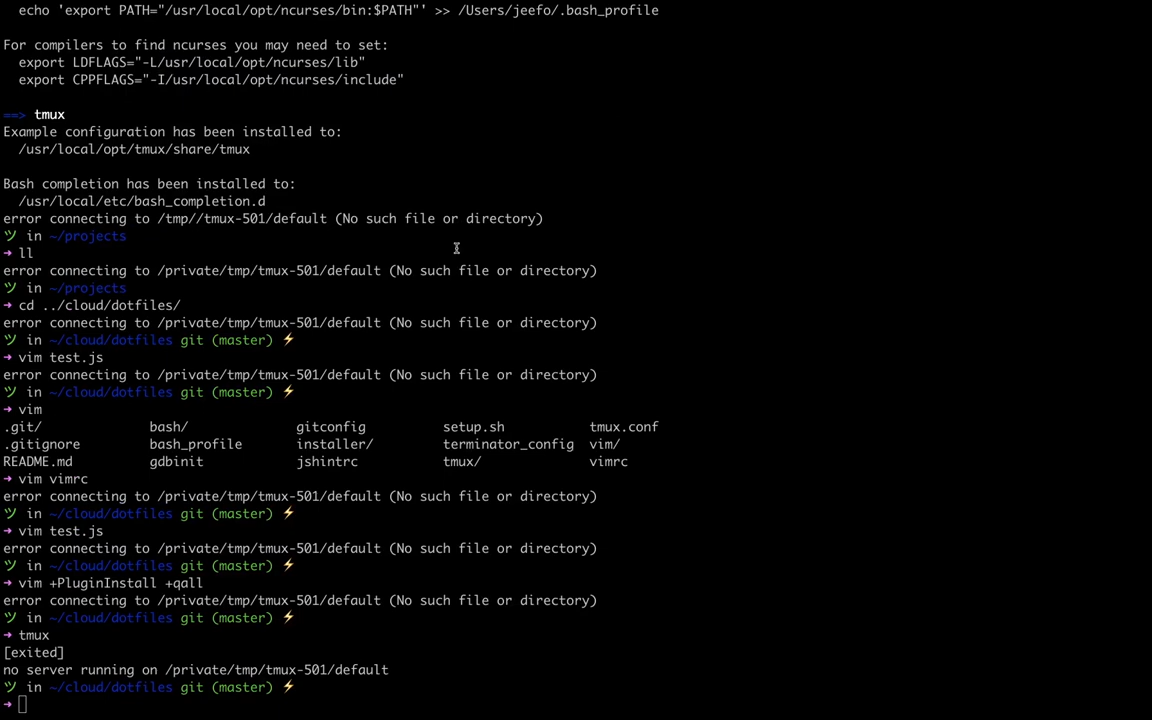 echo 'export PATH="/usr/local/opt/ncurses/bin:$PATH"' >> /Users/jeefo/.bash_profile
For compilers to find ncurses you may need to set:
export LDFLAGS="-L/usr/local/opt/ncurses/lib"
export CPPFLAGS="-I/usr/local/opt/ncurses/include"
==> tmux
Example configuration has been installed to:
/usr/local/opt/tmux/share/tmux
Bash completion has been installed to:
/usr/local/etc/bash_completion.d
error connecting to /tmp//tmux-501/default (No such file or directory)
ツ in ~/projects
➜ ll
error connecting to /private/tmp/tmux-501/default (No such file or directory)
ツ in ~/projects
➜ cd ../cloud/dotfiles/
error connecting to /private/tmp/tmux-501/default (No such file or directory)
ツ in ~/cloud/dotfiles git (master) ⚡
➜ vim test.js
error connecting to /private/tmp/tmux-501/default (No such file or directory)
ツ in ~/cloud/dotfiles git (master) ⚡
➜ vim
.git/ bash/ gitconfig setup.sh tmux.conf
.gitignore bash_profile installer/ terminator_config vim/
README.md gdbinit jshintrc tmux/ vimrc
➜ vim vimrc
error connecting to /private/tmp/tmux-501/default (No such file or directory)
ツ in ~/cloud/dotfiles git (master) ⚡
➜ vim test.js
error connecting to /private/tmp/tmux-501/default (No such file or directory)
ツ in ~/cloud/dotfiles git (master) ⚡
➜ vim +PluginInstall +qall
error connecting to /private/tmp/tmux-501/default (No such file or directory)
ツ in ~/cloud/dotfiles git (master) ⚡
➜ tmux
[exited]
no server running on /private/tmp/tmux-501/default
ツ in ~/cloud/dotfiles git (master) ⚡
➜